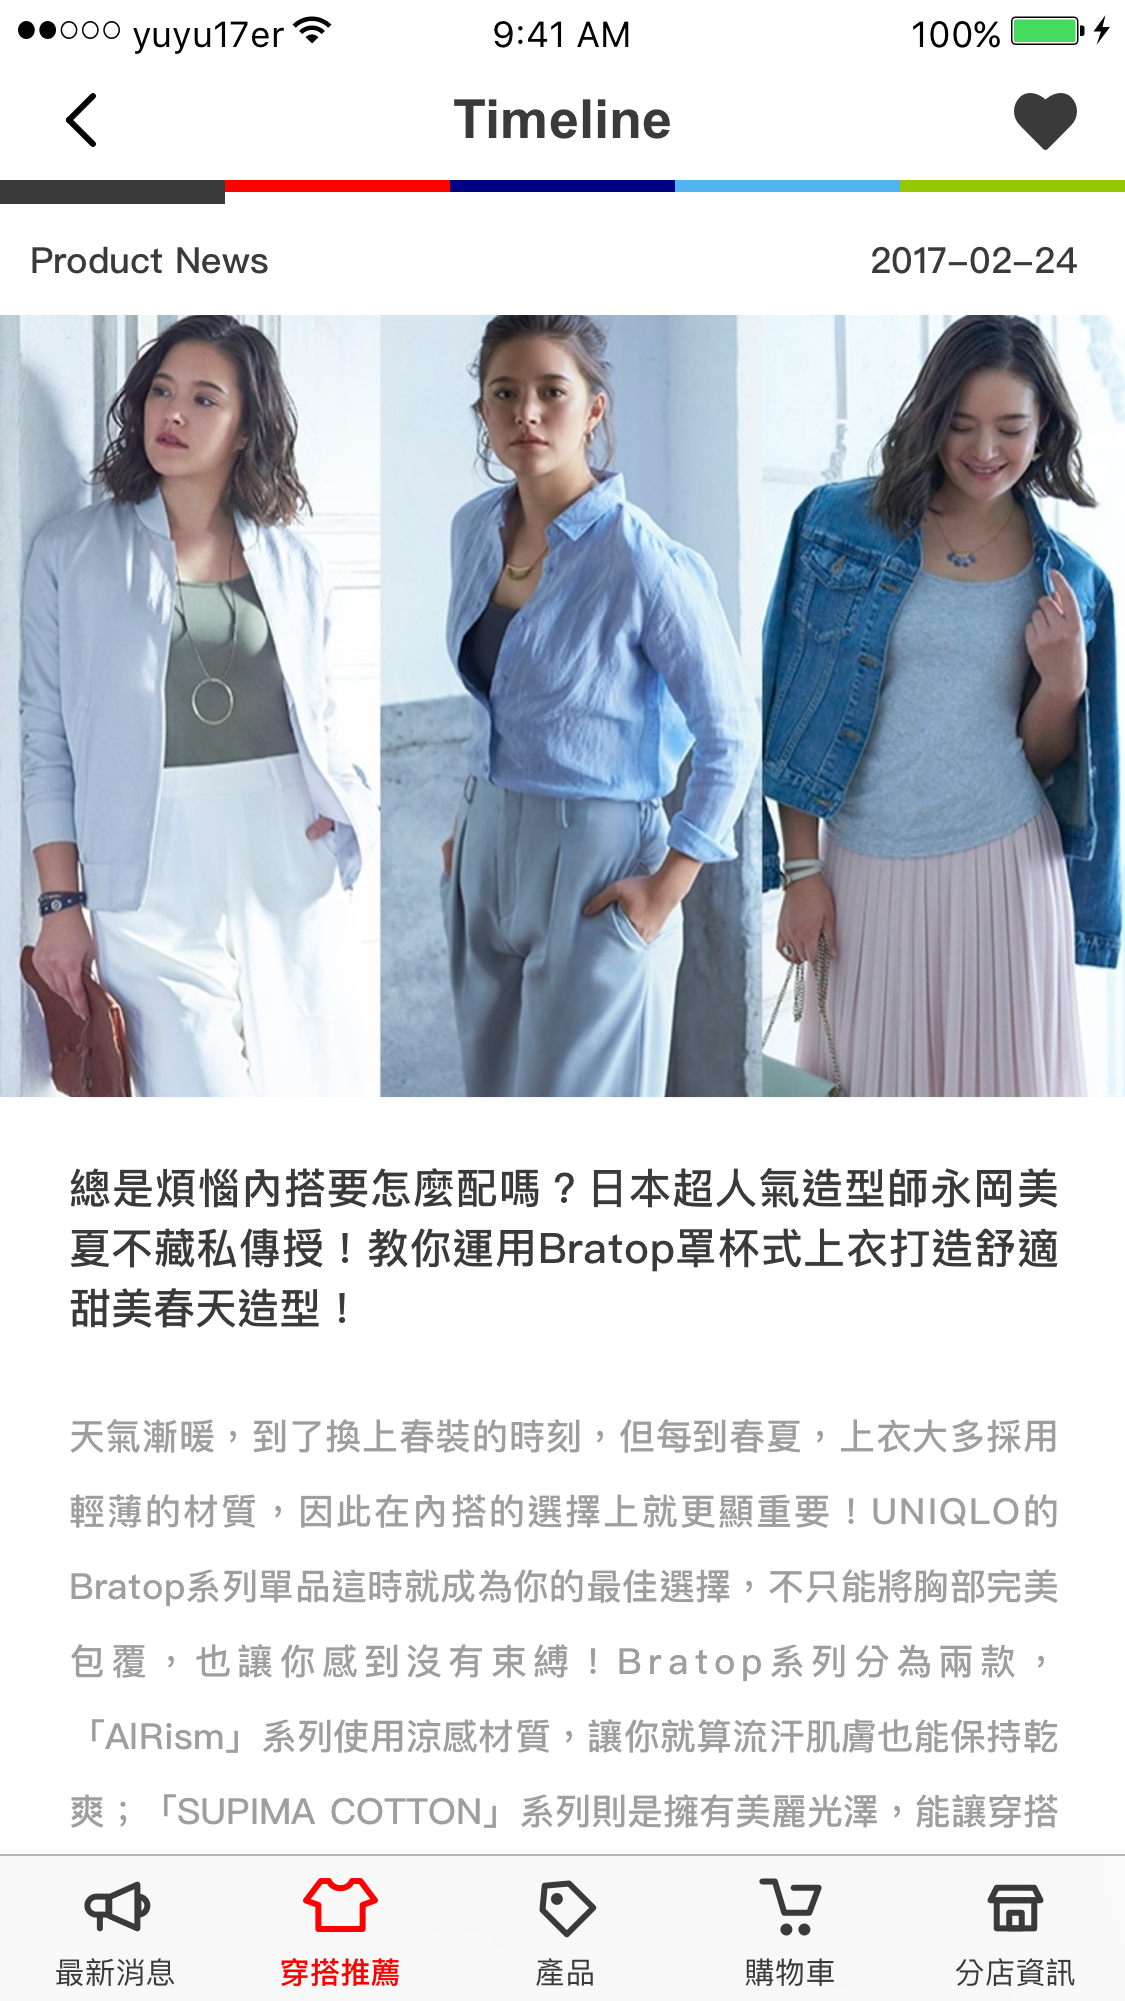 yuyu17er 9:41 AM 100%
Timeline
Product News 2017-02-24
總是煩惱內搭要怎麼配嗎？日本超人氣造型師永岡美
夏不藏私傳授！教你運用Bratop罩杯式上衣打造舒適
甜美春天造型！
天氣漸暖，到了換上春裝的時刻，但每到春夏，上衣大多採用
輕薄的材質，因此在內搭的選擇上就更顯重要！UNIQLO的
Bratop系列單品這時就成為你的最佳選擇，不只能將胸部完美
包覆，也讓你感到沒有束縛！Bratop系列分為兩款，
「AIRism」系列使用涼感材質，讓你就算流汗肌膚也能保持乾
爽；「SUPIMA COTTON」系列則是擁有美麗光澤，能讓穿搭
最新消息 穿搭推薦 產品 購物車 分店資訊